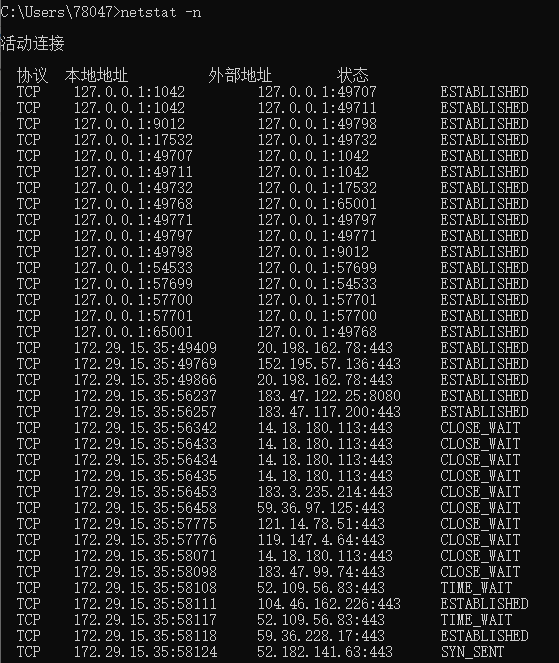 C:\Users\78047>netstat -n
活动连接
协议 本地地址 外部地址 状态
TCP 127.0.0.1:1042 127.0.0.1:49707 ESTABLISHED
TCP 127.0.0.1:1042 127.0.0.1:49711 ESTABLISHED
TCP 127.0.0.1:9012 127.0.0.1:49798 ESTABLISHED
TCP 127.0.0.1:17532 127.0.0.1:49732 ESTABLISHED
TCP 127.0.0.1:49707 127.0.0.1:1042 ESTABLISHED
TCP 127.0.0.1:49711 127.0.0.1:1042 ESTABLISHED
TCP 127.0.0.1:49732 127.0.0.1:17532 ESTABLISHED
TCP 127.0.0.1:49768 127.0.0.1:65001 ESTABLISHED
TCP 127.0.0.1:49771 127.0.0.1:49797 ESTABLISHED
TCP 127.0.0.1:49797 127.0.0.1:49771 ESTABLISHED
TCP 127.0.0.1:49798 127.0.0.1:9012 ESTABLISHED
TCP 127.0.0.1:54533 127.0.0.1:57699 ESTABLISHED
TCP 127.0.0.1:57699 127.0.0.1:54533 ESTABLISHED
TCP 127.0.0.1:57700 127.0.0.1:57701 ESTABLISHED
TCP 127.0.0.1:57701 127.0.0.1:57700 ESTABLISHED
TCP 127.0.0.1:65001 127.0.0.1:49768 ESTABLISHED
TCP 172.29.15.35:49409 20.198.162.78:443 ESTABLISHED
TCP 172.29.15.35:49769 152.195.57.136:443 ESTABLISHED
TCP 172.29.15.35:49866 20.198.162.78:443 ESTABLISHED
TCP 172.29.15.35:56237 183.47.122.25:8080 ESTABLISHED
TCP 172.29.15.35:56257 183.47.117.200:443 ESTABLISHED
TCP 172.29.15.35:56342 14.18.180.113:443 CLOSE_WAIT
TCP 172.29.15.35:56433 14.18.180.113:443 CLOSE_WAIT
TCP 172.29.15.35:56434 14.18.180.113:443 CLOSE_WAIT
TCP 172.29.15.35:56435 14.18.180.113:443 CLOSE_WAIT
TCP 172.29.15.35:56453 183.3.235.214:443 CLOSE_WAIT
TCP 172.29.15.35:56458 59.36.97.125:443 CLOSE_WAIT
TCP 172.29.15.35:57775 121.14.78.51:443 CLOSE_WAIT
TCP 172.29.15.35:57776 119.147.4.64:443 CLOSE_WAIT
TCP 172.29.15.35:58071 14.18.180.113:443 CLOSE_WAIT
TCP 172.29.15.35:58098 183.47.99.74:443 CLOSE_WAIT
TCP 172.29.15.35:58108 52.109.56.83:443 TIME_WAIT
TCP 172.29.15.35:58111 104.46.162.226:443 ESTABLISHED
TCP 172.29.15.35:58117 52.109.56.83:443 TIME_WAIT
TCP 172.29.15.35:58118 59.36.228.17:443 ESTABLISHED
TCP 172.29.15.35:58124 52.182.141.63:443 SYN_SENT